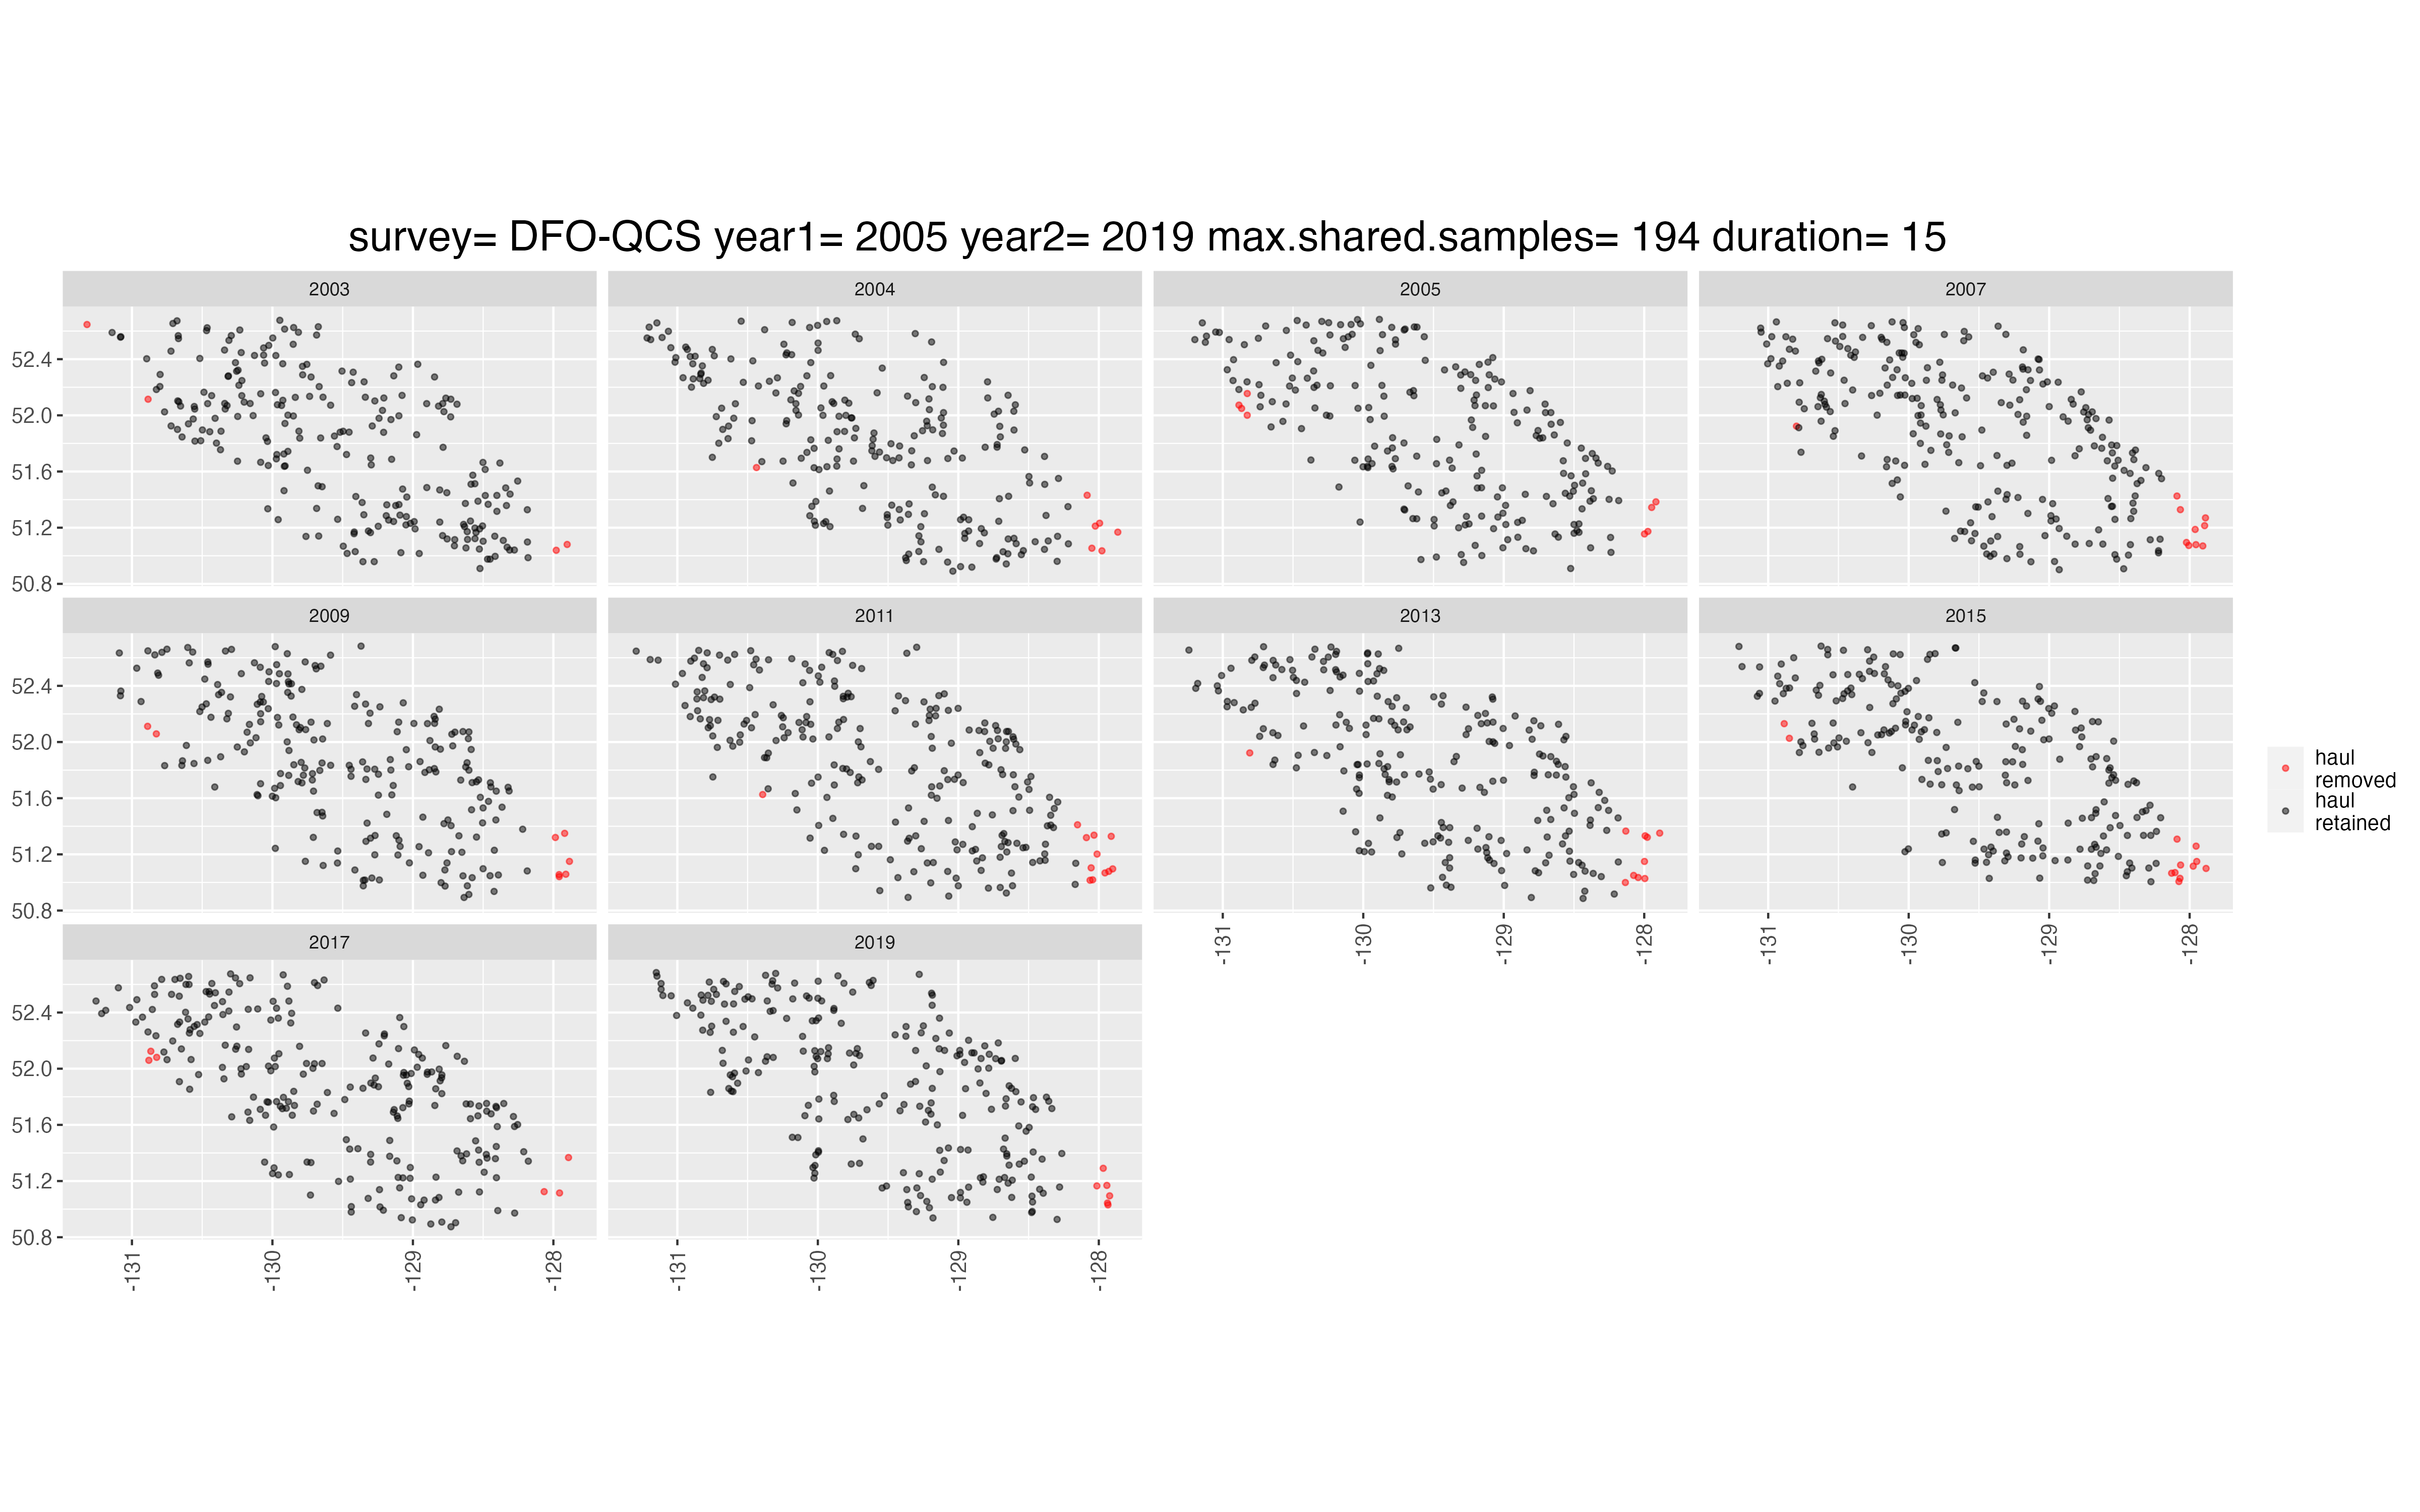 survey= DFO-QCS year1= 2005 year2= 2019 max.shared.samples= 194 duration= 15
2003 2004 2005 2007
52.4
52.0
51.6
51.2
50.8
2009 2011 2013 2015
52.4
52.0
51.6
51.2
50.8
-131 -130 -129 -128 -131 -130 -129 -128
2017 2019
52.4
52.0
51.6
51.2
50.8
-131 -130 -129 -128 -131 -130 -129 -128
haul
removed
haul
retained